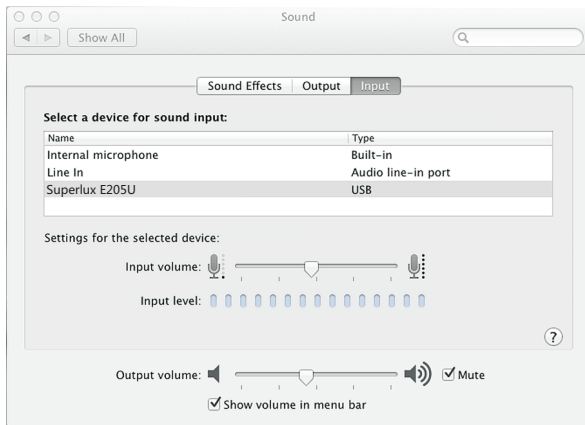 Sound
Show All
Sound Effects Output Input
Select a device for sound input:
Name Type
Internal microphone Built-in
Line In Audio line-in port
Superlux E205U USB
Settings for the selected device:
Input volume:
Input level:
?
Output volume: Mute
Show volume in menu bar